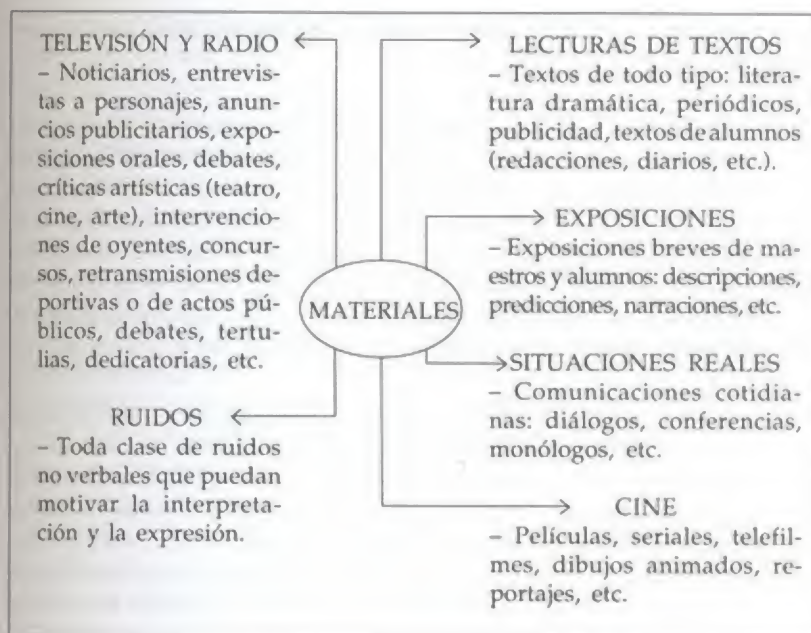 TELEVISIÓN Y RADIO
– Noticiarios, entrevis-
tas a personajes, anun-
cios publicitarios, expo-
siciones orales, debates,
críticas artísticas (teatro,
cine, arte), intervencio-
nes de oyentes, concur-
sos, retransmisiones de-
portivas o de actos pú-
blicos, debates, tertu-
lias, dedicatorias, etc.
RUIDOS
– Toda clase de ruidos
no verbales que puedan
motivar la interpreta-
ción y la expresión.
MATERIALES
LECTURAS DE TEXTOS
– Textos de todo tipo: litera-
tura dramática, periódicos,
publicidad, textos de alumnos
(redacciones, diarios, etc.).
EXPOSICIONES
– Exposiciones breves de ma-
estros y alumnos: descripciones,
predicciones, narraciones, etc.
SITUACIONES REALES
– Comunicaciones cotidia-
nas: diálogos, conferencias,
monólogos, etc.
CINE
– Películas, seriales, telefil-
mes, dibujos animados, re-
portajes, etc.